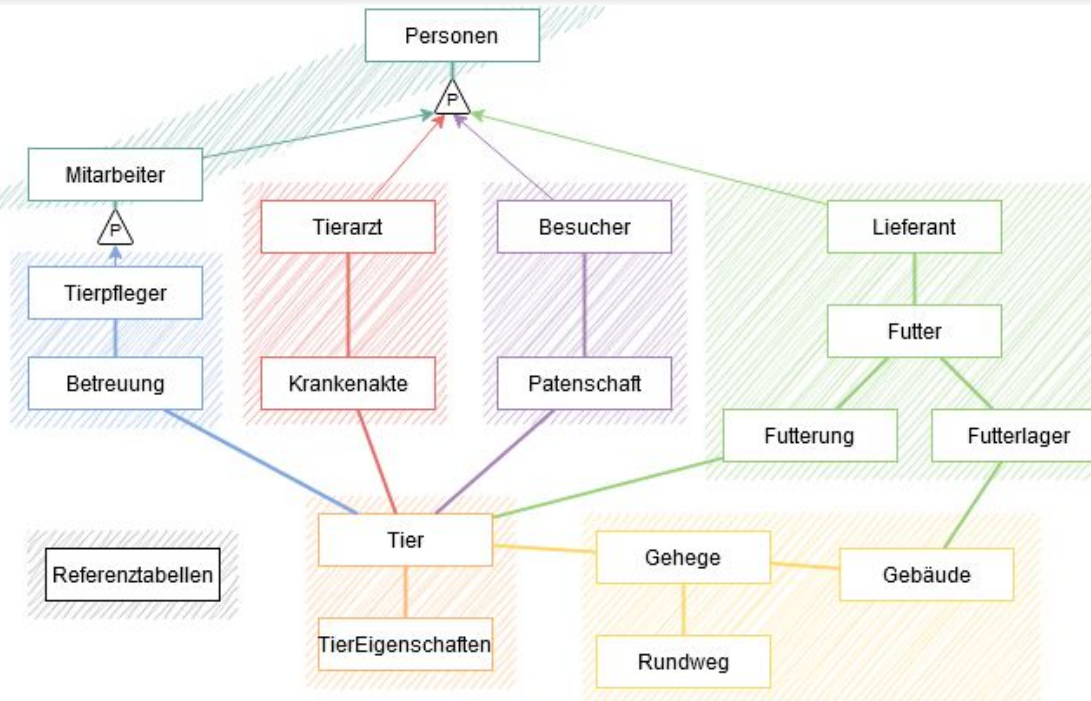 Personen
P
Mitarbeiter
P
Tierarzt
Besucher
Lieferant
Tierpfleger
Futter
Betreuung
Krankenakte
Patenschaft
Futterung
Futterlager
Tier
Gehege
Gebäude
Referenztabellen
TierEigenschaften
Rundweg